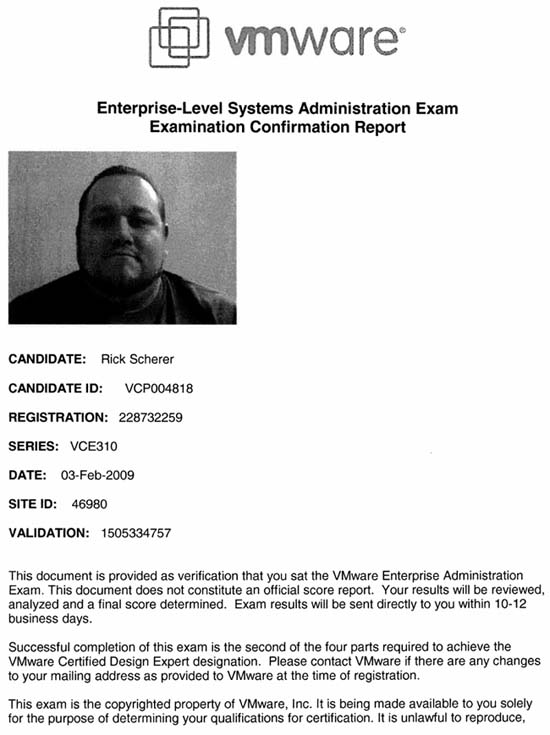 vmware®
Enterprise-Level Systems Administration Exam
Examination Confirmation Report
CANDIDATE: Rick Scherer
CANDIDATE ID: VCP004818
REGISTRATION: 228732259
SERIES: VCE310
DATE: 03-Feb-2009
SITE ID: 46980
VALIDATION: 1505334757
This document is provided as verification that you sat the VMware Enterprise Administration
Exam. This document does not constitute an official score report. Your results will be reviewed,
analyzed and a final score determined. Exam results will be sent directly to you within 10-12
business days.
Successful completion of this exam is the second of the four parts required to achieve the
VMware Certified Design Expert designation. Please contact VMware if there are any changes
to your mailing address as provided to VMware at the time of registration.
This exam is the copyrighted property of VMware, Inc. It is being made available to you solely
for the purpose of determining your qualifications for certification. It is unlawful to reproduce,